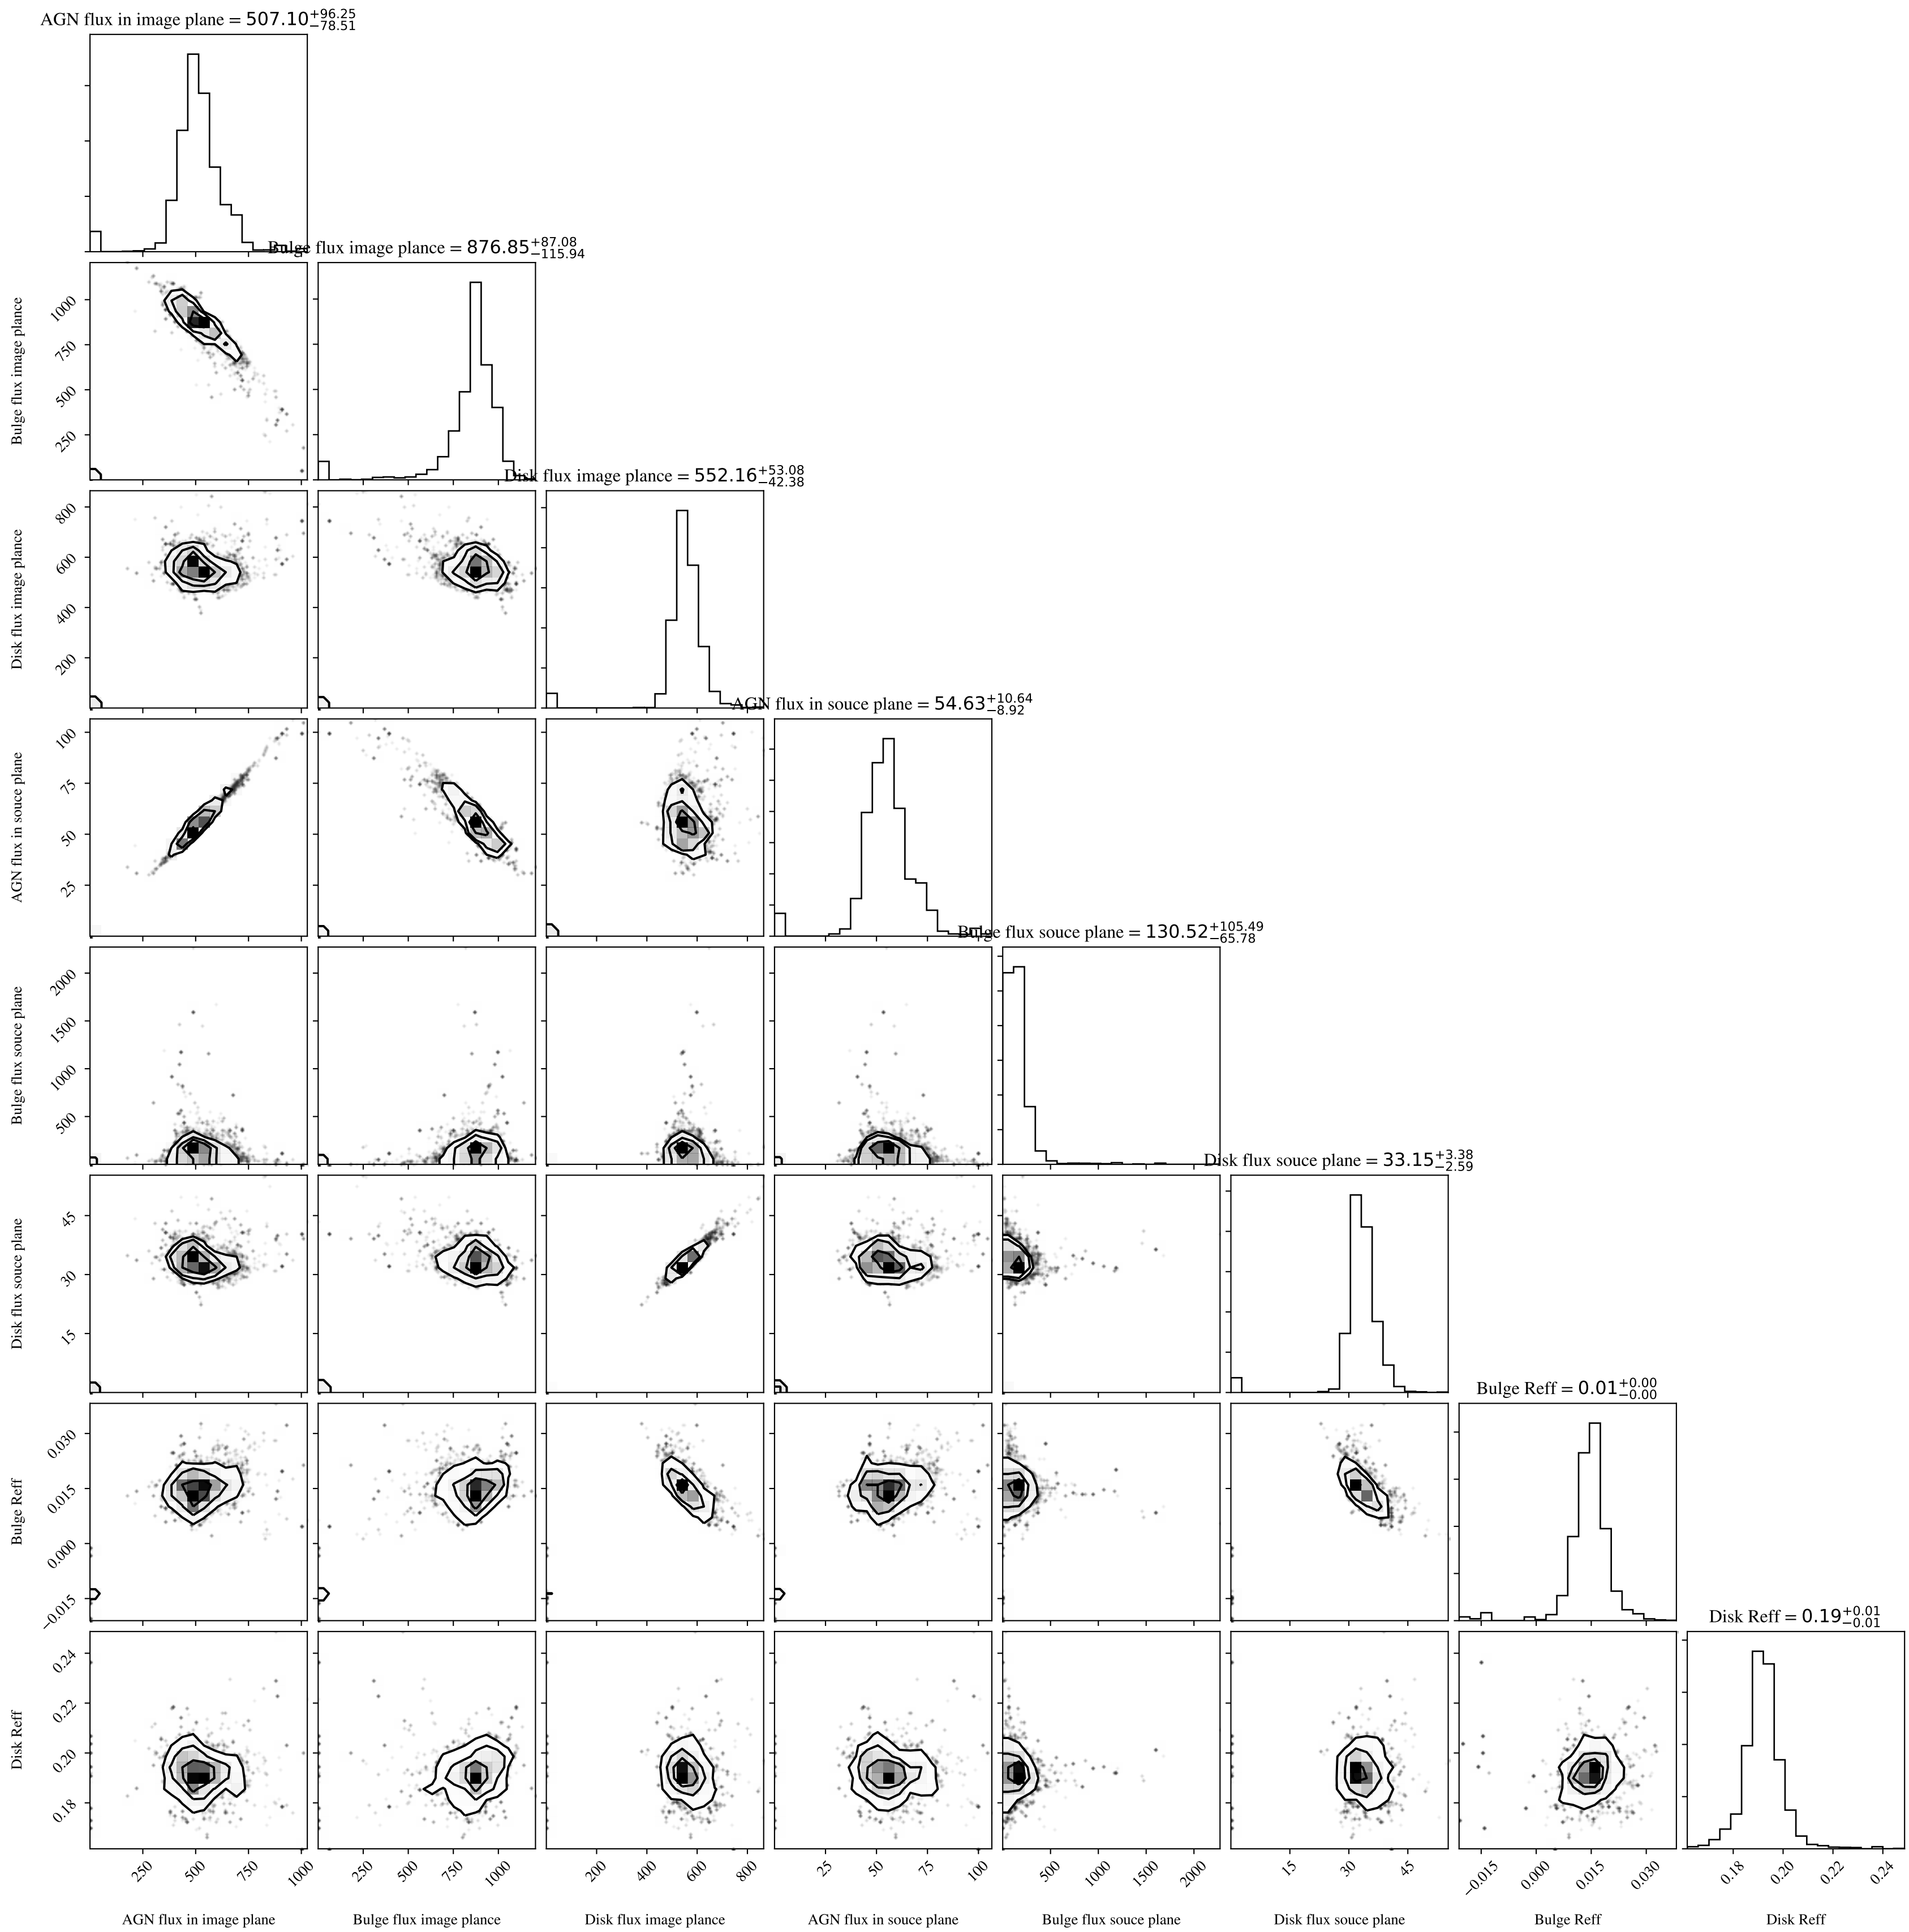 AGN flux in image plane = 507.10+96.25−78.51
Bulge flux image plance = 876.85+87.08−115.94
1000
750
500
250
Bulge flux image plance
Disk flux image plance = 552.16+53.08−42.38
800
600
400
200
Disk flux image plance
AGN flux in souce plane = 54.63+10.64−8.92
100
75
50
25
AGN flux in souce plane
Bulge flux souce plane = 130.52+105.49−65.78
2000
1500
1000
500
Bulge flux souce plane
Disk flux souce plane = 33.15+3.38−2.59
45
30
15
Disk flux souce plane
Bulge Reff = 0.01+0.00−0.00
0.030
0.015
0.000
−0.015
Bulge Reff
Disk Reff = 0.19+0.01−0.01
0.24
0.22
0.20
0.18
Disk Reff
250 500 750 1000 250 500 750 1000 200 400 600 800 25 50 75 100 500 1000 1500 2000 15 30 45 −0.015 0.000 0.015 0.030 0.18 0.20 0.22 0.24
AGN flux in image plane Bulge flux image plance Disk flux image plance AGN flux in souce plane Bulge flux souce plane Disk flux souce plane Bulge Reff Disk Reff